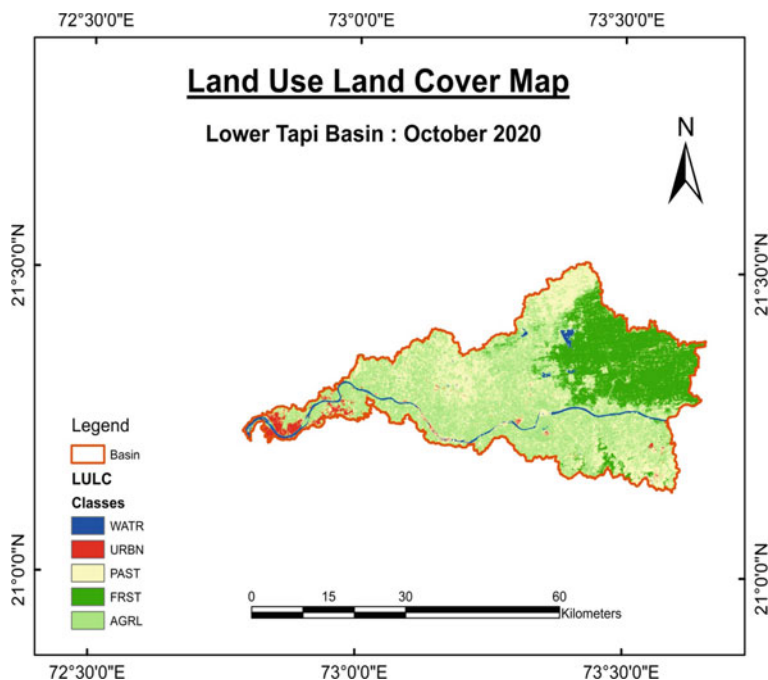 72°30'0"E 73°0'0"E 73°30'0"E
Land Use Land Cover Map
Lower Tapi Basin : October 2020
N
21°30'0"N 21°30'0"N
Legend
Basin
LULC
Classes
WATR
URBN
PAST
FRST
AGRL
0 15 30 60
Kilometers
21°0'0"N 21°0'0"N
72°30'0"E 73°0'0"E 73°30'0"E